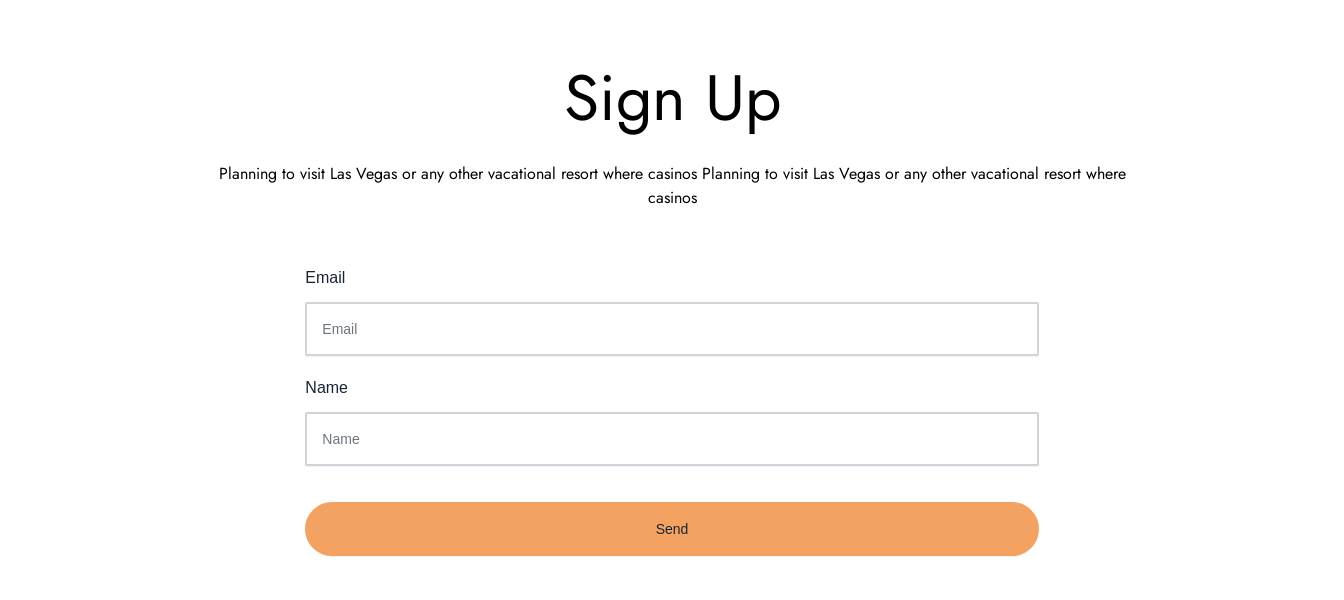 Sign Up
Planning to visit Las Vegas or any other vacational resort where casinos Planning to visit Las Vegas or any other vacational resort where
casinos
Email
Email
Name
Name
Send